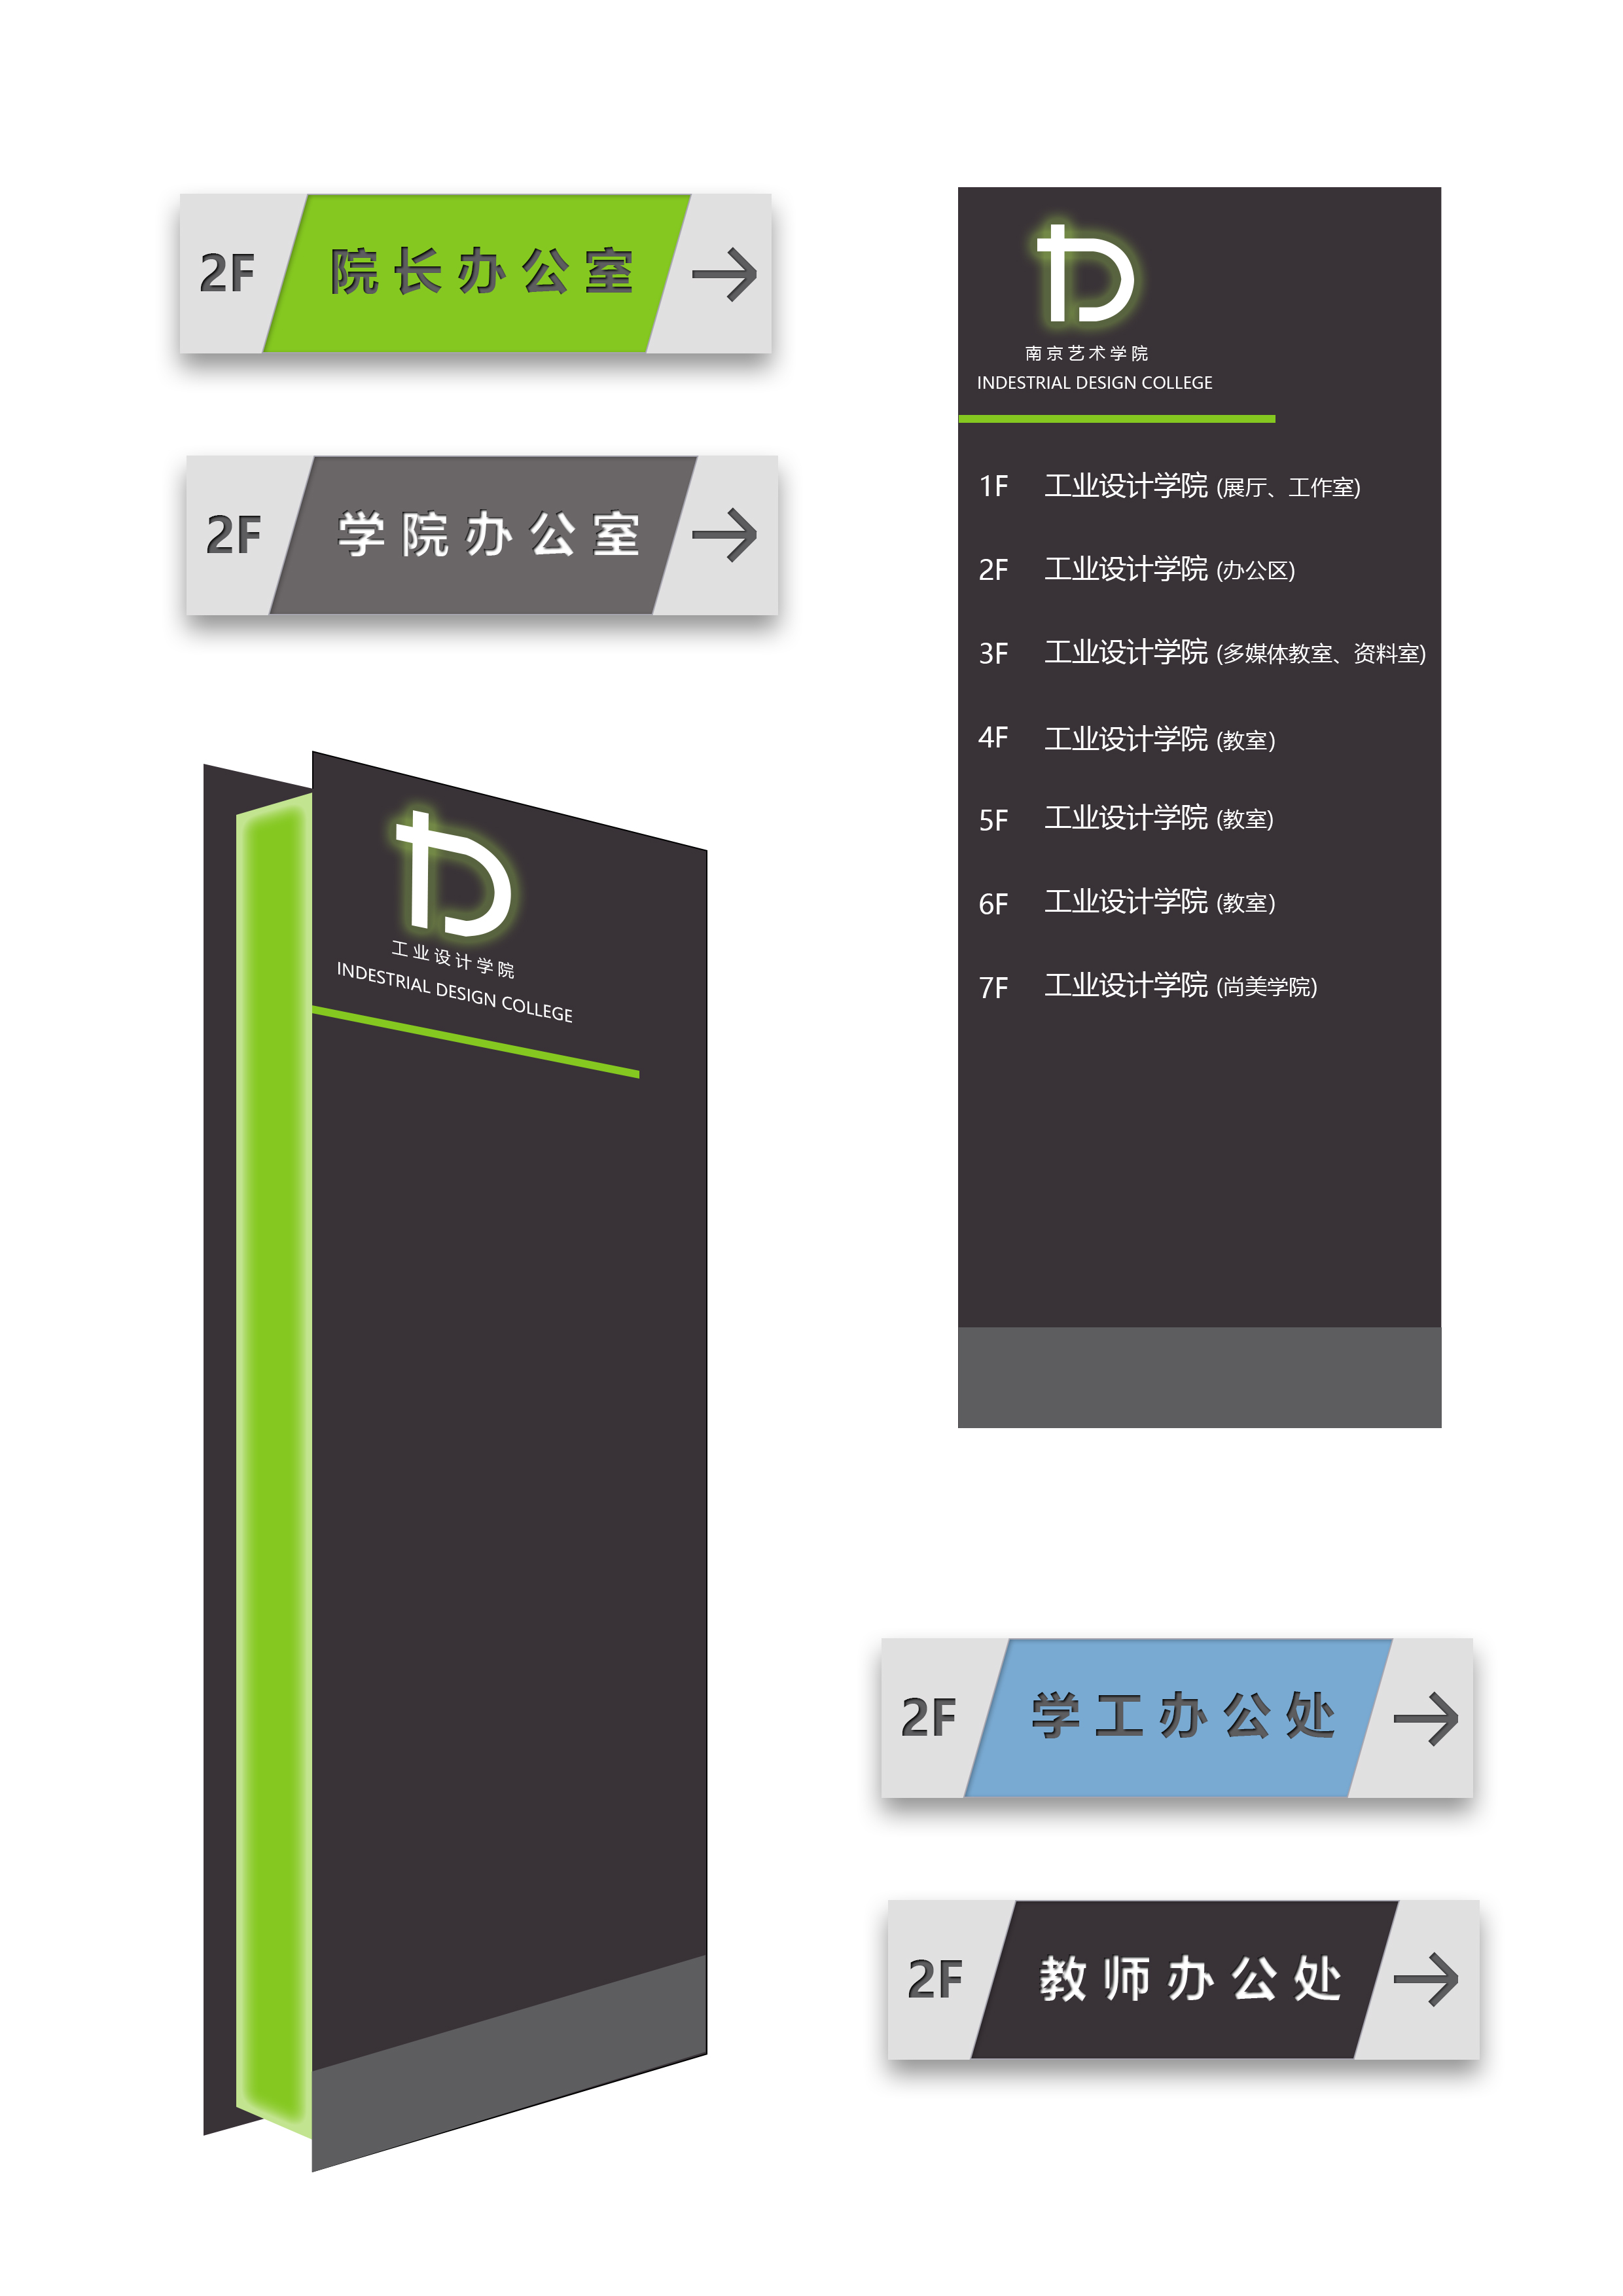 2F 院长办公室 →
2F 学院办公室 →
南京艺术学院
INDESTRIAL DESIGN COLLEGE
1F 工业设计学院 (展厅、工作室)
2F 工业设计学院 (办公区)
3F 工业设计学院 (多媒体教室、资料室)
4F 工业设计学院 (教室)
5F 工业设计学院 (教室)
6F 工业设计学院 (教室)
7F 工业设计学院 (尚美学院)
工业设计学院
INDESTRIAL DESIGN COLLEGE
2F 学工办公处 →
2F 教师办公处 →